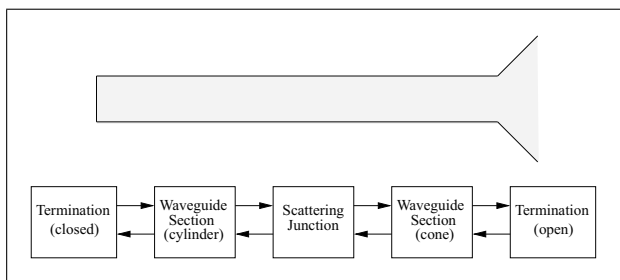 Termination
(closed)
Waveguide
Section
(cylinder)
Scattering
Junction
Waveguide
Section
(cone)
Termination
(open)